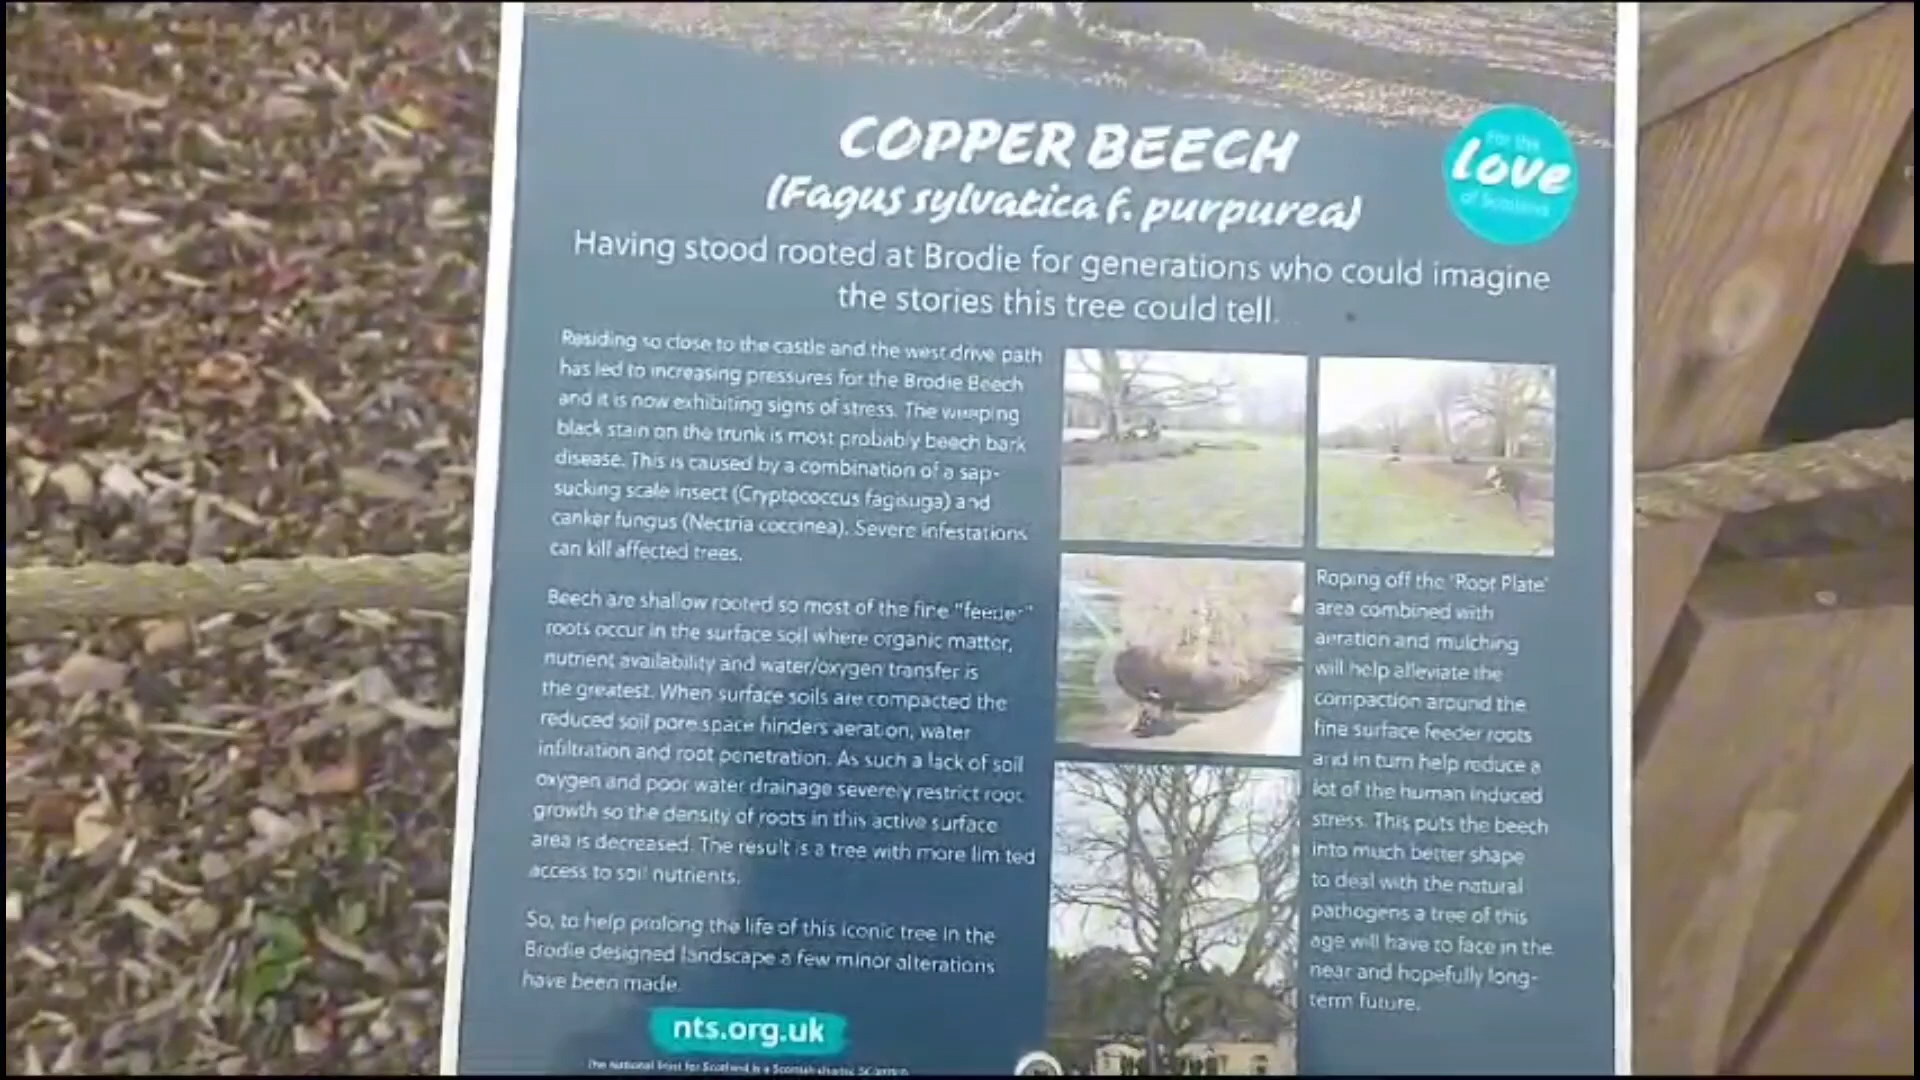 COPPER BEECH
(Fagus sylvatica f. purpurea)
For the
Love
of Scotland
Having stood rooted at Brodie for generations who could imagine
the stories this tree could tell...
Residing so close to the castle and the west drive path
has led to increasing pressures for the Brodie Beech
and it is now exhibiting signs of stress. The weeping
black stain on the trunk is most probably beech bark
disease. This is caused by a combination of a sap-
sucking scale insect (Cryptococcus fagisuga) and
canker fungus (Nectria coccinea). Severe infestations
can kill affected trees.
Beech are shallow rooted so most of the fine "feeder"
roots occur in the surface soil where organic matter,
nutrient availability and water/oxygen transfer is
the greatest. When surface soils are compacted the
reduced soil pore space hinders aeration, water
infiltration and root penetration. As such a lack of soil
oxygen and poor water drainage severely restrict root
growth so the density of roots in this active surface
area is decreased. The result is a tree with more limited
access to soil nutrients.
So, to help prolong the life of this iconic tree in the
Brodie designed landscape a few minor alterations
have been made.
Roping off the 'Root Plate'
area combined with
aeration and mulching
will help alleviate the
compaction around the
fine surface feeder roots
and in turn help reduce a
lot of the human induced
stress. This puts the beech
into much better shape
to deal with the natural
pathogens a tree of this
age will have to face in the
near and hopefully long-
term future.
nts.org.uk
The National Trust for Scotland is a Scottish charity,